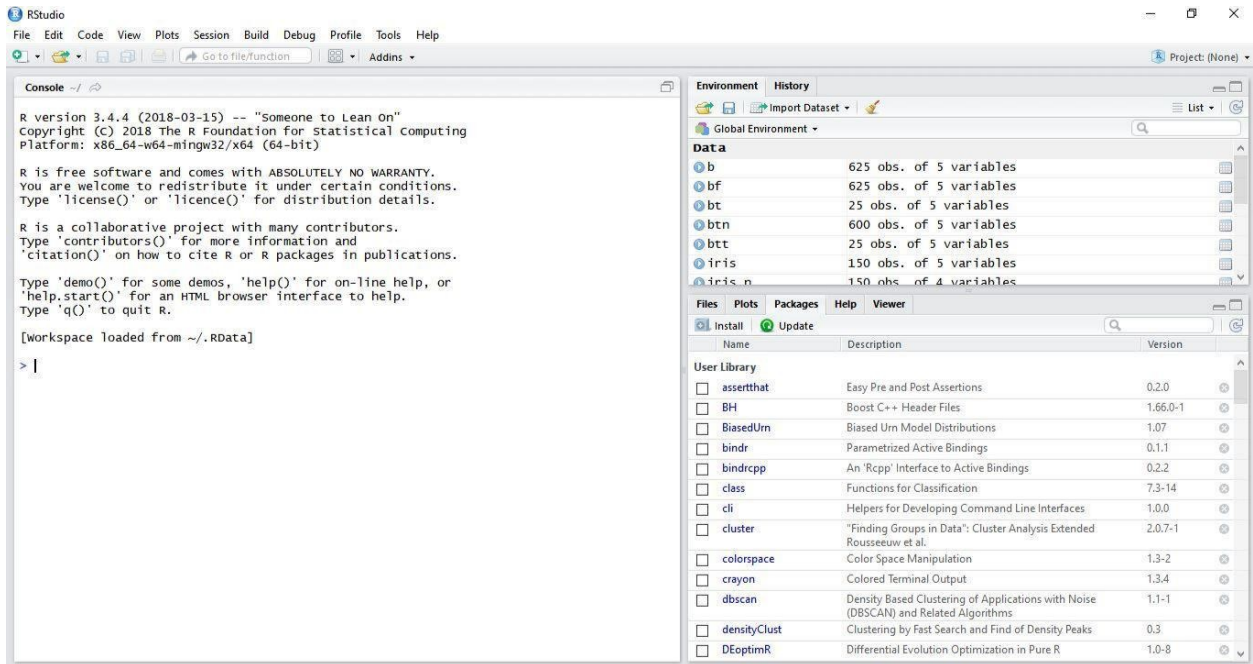 RStudio
File Edit Code View Plots Session Build Debug Profile Tools Help
Go to file/function Addins Project: (None)
Console ~/
R version 3.4.4 (2018-03-15) -- "Someone to Lean On"
Copyright (C) 2018 The R Foundation for Statistical Computing
Platform: x86_64-w64-mingw32/x64 (64-bit)
R is free software and comes with ABSOLUTELY NO WARRANTY.
You are welcome to redistribute it under certain conditions.
Type 'license()' or 'licence()' for distribution details.
R is a collaborative project with many contributors.
Type 'contributors()' for more information and
'citation()' on how to cite R or R packages in publications.
Type 'demo()' for some demos, 'help()' for on-line help, or
'help.start()' for an HTML browser interface to help.
Type 'q()' to quit R.
[Workspace loaded from ~/.RData]
>
Environment History
Import Dataset List
Global Environment
Data
b 625 obs. of 5 variables
bf 625 obs. of 5 variables
bt 25 obs. of 5 variables
btn 600 obs. of 5 variables
btt 25 obs. of 5 variables
iris 150 obs. of 5 variables
iris_n 150 obs. of 4 variables
Files Plots Packages Help Viewer
Install Update
Name Description Version
User Library
assertthat Easy Pre and Post Assertions 0.2.0
BH Boost C++ Header Files 1.66.0-1
BiasedUrn Biased Urn Model Distributions 1.07
bindr Parametrized Active Bindings 0.1.1
bindrcpp An 'Rcpp' Interface to Active Bindings 0.2.2
class Functions for Classification 7.3-14
cli Helpers for Developing Command Line Interfaces 1.0.0
cluster "Finding Groups in Data": Cluster Analysis Extended 2.0.7-1
Rousseeuw et al.
colorspace Color Space Manipulation 1.3-2
crayon Colored Terminal Output 1.3.4
dbscan Density Based Clustering of Applications with Noise 1.1-1
(DBSCAN) and Related Algorithms
densityClust Clustering by Fast Search and Find of Density Peaks 0.3
DEoptimR Differential Evolution Optimization in Pure R 1.0-8